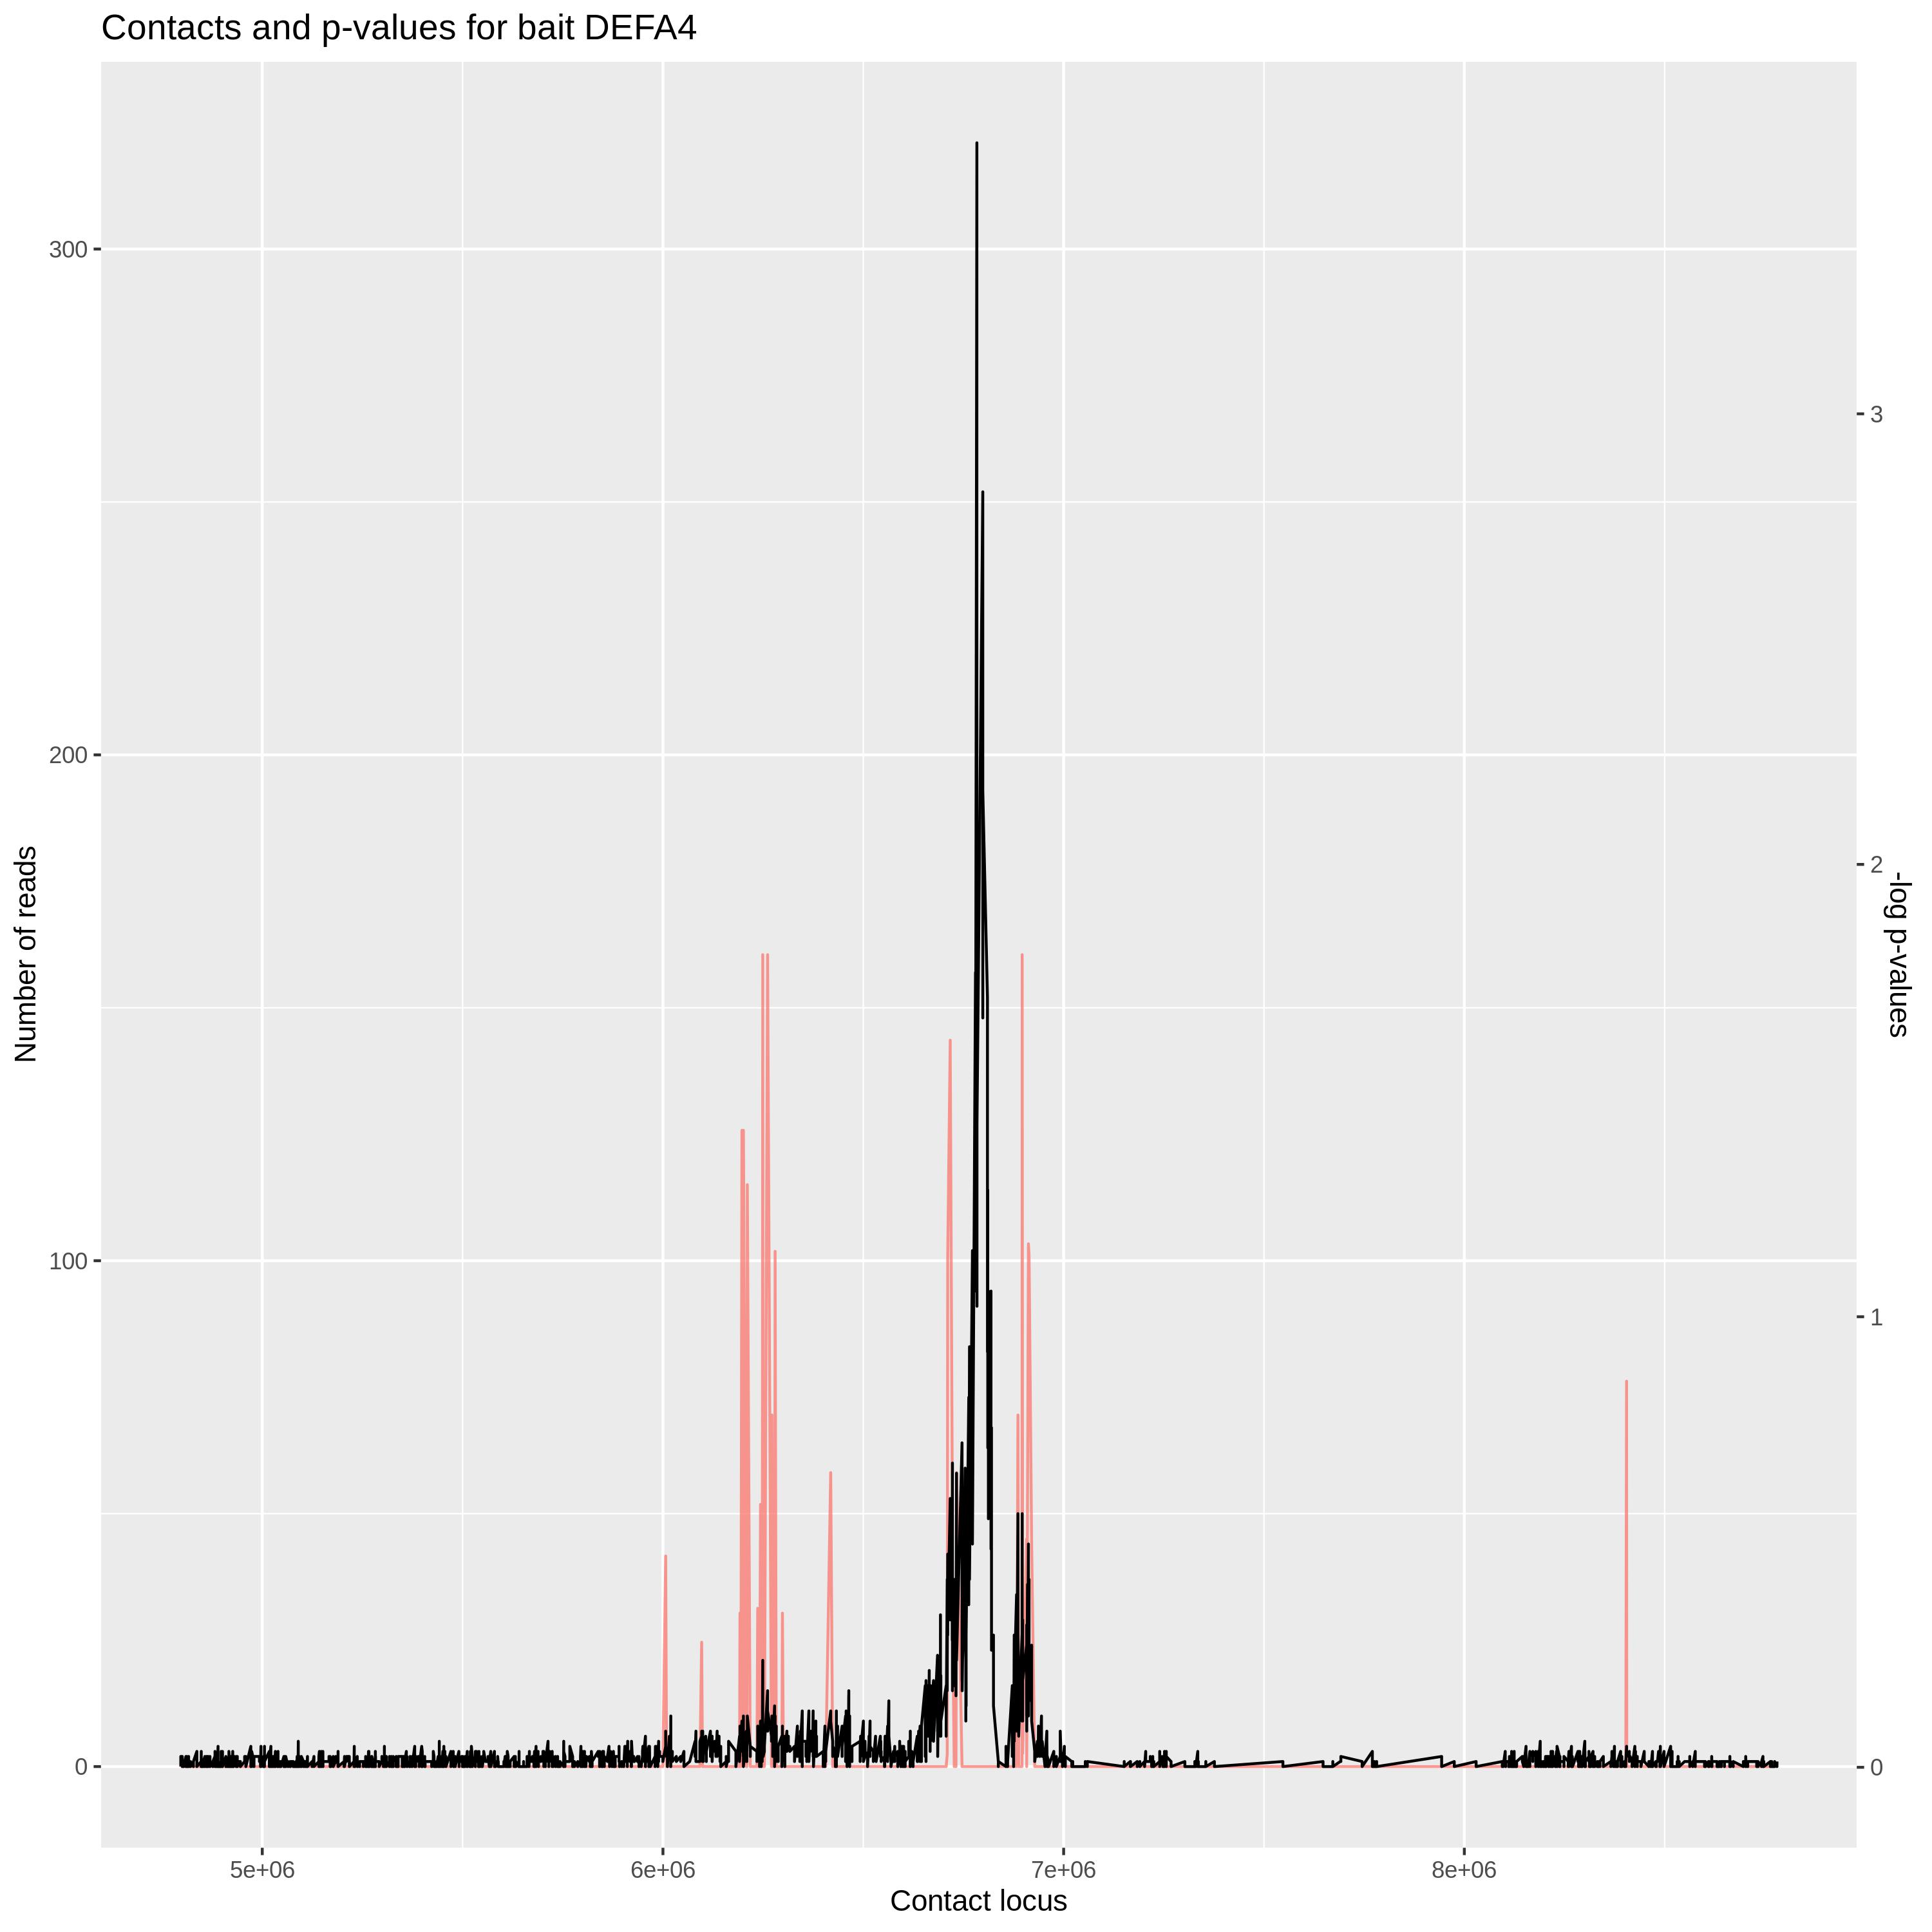 Contacts and p-values for bait DEFA4
Number of reads
300
200
100
0
3
2
1
0
-log p-values
5e+06
6e+06
7e+06
8e+06
Contact locus